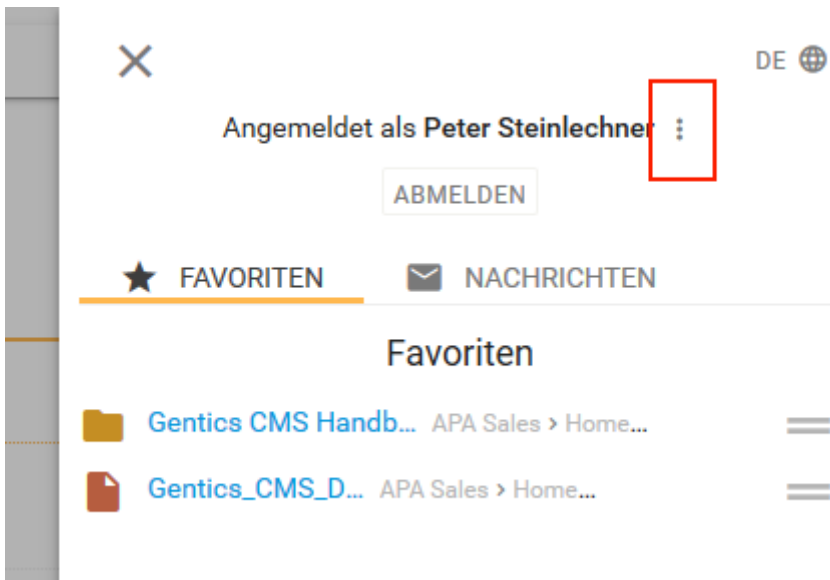 DE
Angemeldet als Peter Steinlechner
ABMELDEN
FAVORITEN NACHRICHTEN
Favoriten
Gentics CMS Handb... APA Sales > Home...
Gentics_CMS_D... APA Sales > Home...